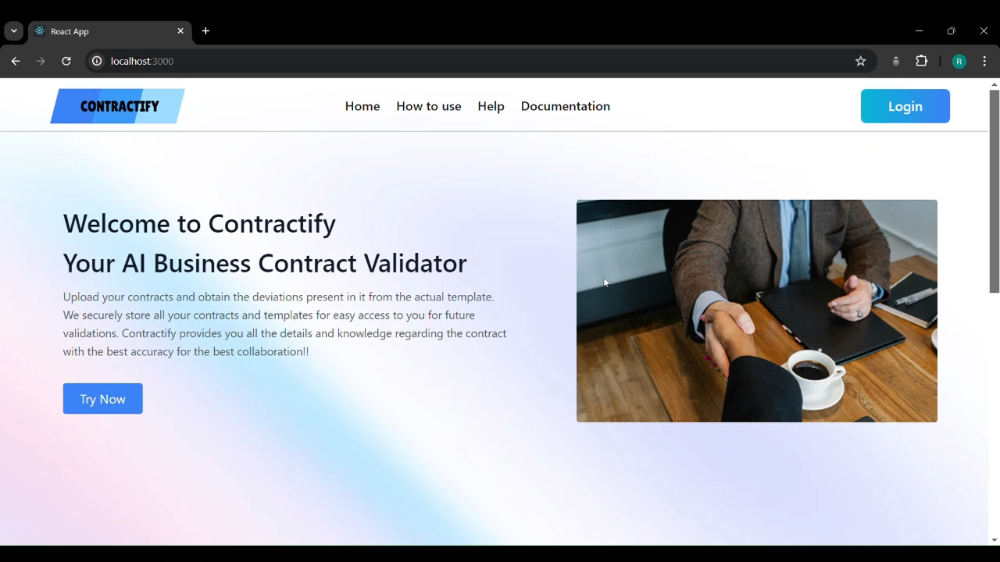 React App
localhost:3000
R
CONTRACTIFY
Home How to use Help Documentation
Login
Welcome to Contractify
Your AI Business Contract Validator
Upload your contracts and obtain the deviations present in it from the actual template.
We securely store all your contracts and templates for easy access to you for future
validations. Contractify provides you all the details and knowledge regarding the contract
with the best accuracy for the best collaboration!!
Try Now